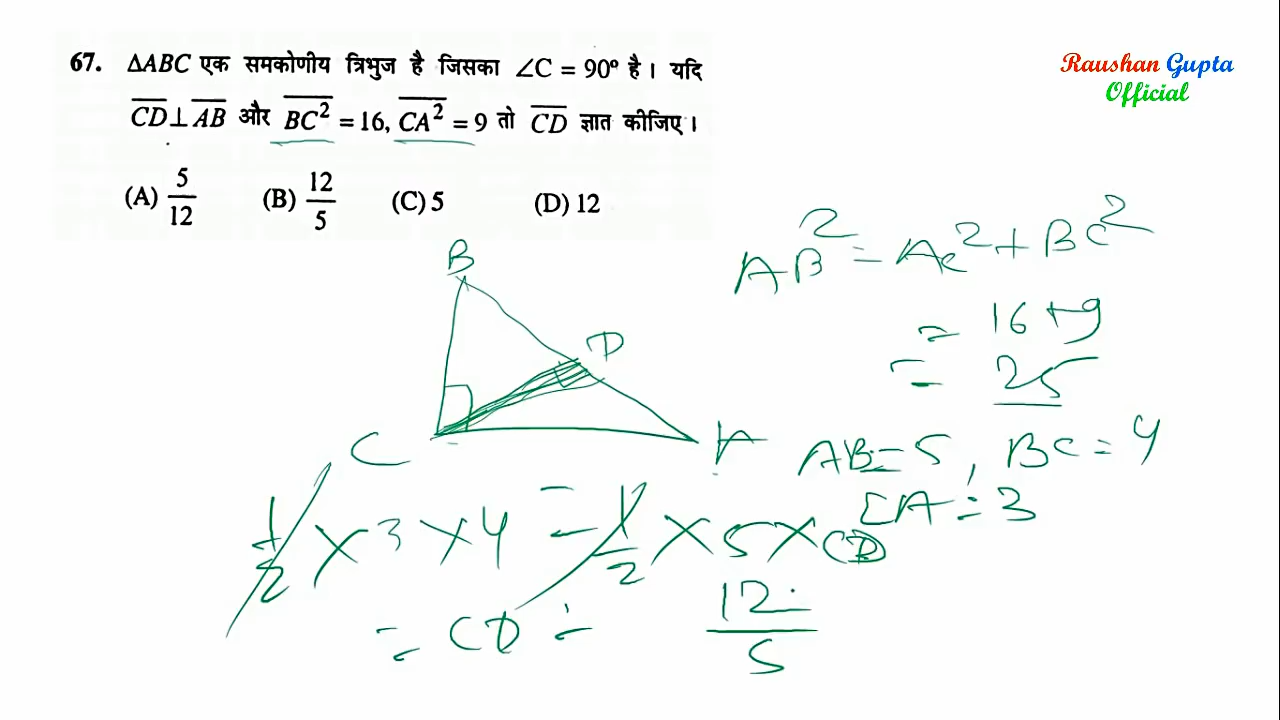 67. ΔABC एक समकोणीय त्रिभुज है जिसका ∠C = 90° है। यदि
CD⊥AB और BC² = 16, CA² = 9 तो CD ज्ञात कीजिए।
(A) 5/12 (B) 12/5 (C) 5 (D) 12
Raushan Gupta
Official
AB² = AC² + BC²
= 16 + 9
= 25
B
D
C
A
AB = 5, BC = 4
CA = 3
1/2 × 3 × 4 = 1/2 × 5 × CD
= CD = 12/5